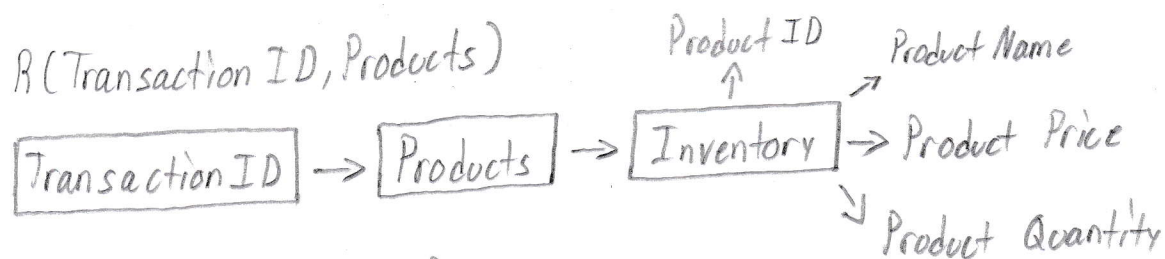 R(Transaction ID, Products)
Product ID
Product Name
Transaction ID → Products → Inventory → Product Price
Product Quantity